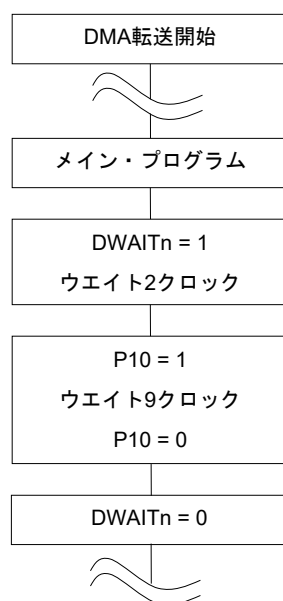 DMA転送開始
メイン・プログラム
DWAITn = 1
ウエイト2クロック
P10 = 1
ウエイト9クロック
P10 = 0
DWAITn = 0